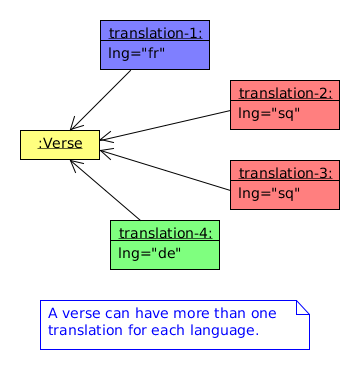 translation-1:
lng="fr"
translation-2:
lng="sq"
:Verse
translation-3:
lng="sq"
translation-4:
lng="de"
A verse can have more than one
translation for each language.